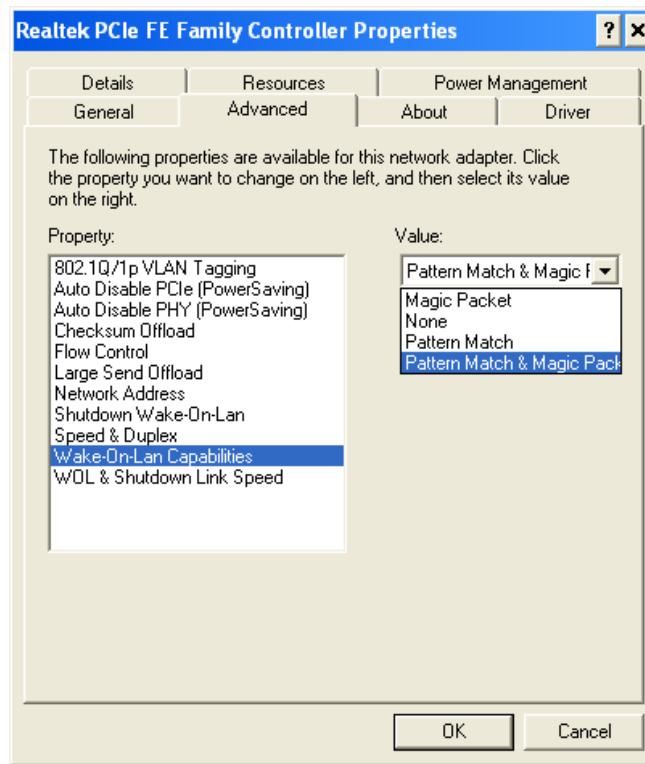 Realtek PCIe FE Family Controller Properties
Details Resources Power Management
General Advanced About Driver
The following properties are available for this network adapter. Click
the property you want to change on the left, and then select its value
on the right.
Property:
802.1Q/1p VLAN Tagging
Auto Disable PCIe (PowerSaving)
Auto Disable PHY (PowerSaving)
Checksum Offload
Flow Control
Large Send Offload
Network Address
Shutdown Wake-On-Lan
Speed & Duplex
Wake-On-Lan Capabilities
WOL & Shutdown Link Speed
Value:
Pattern Match & Magic F
Magic Packet
None
Pattern Match
Pattern Match & Magic Pack
OK Cancel